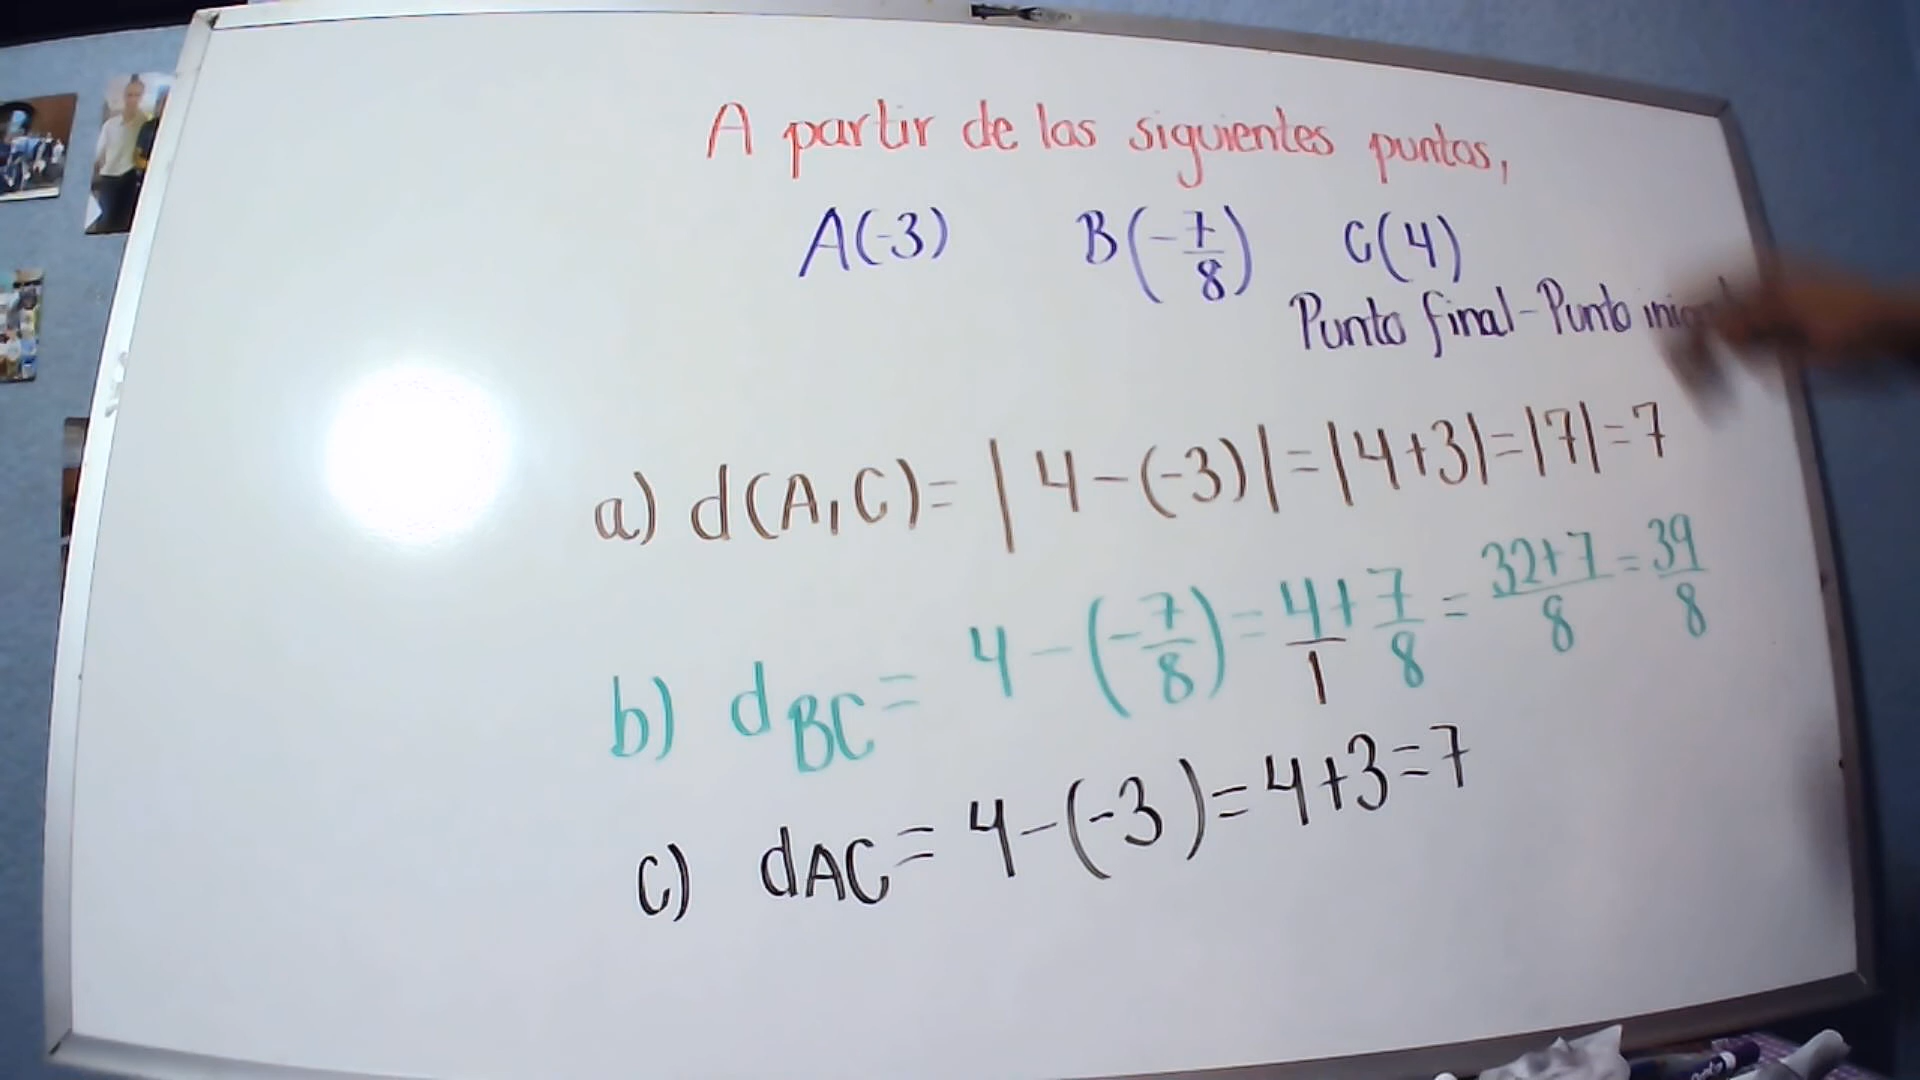 A partir de los siguientes puntos,
A(-3) B(-7/8) C(4)
Punto final - Punto
a) d(A,C)= |4-(-3)|=|4+3|=|7|=7
b) dBC= 4-(-7/8)=4/1+7/8=32+7/8=39/8
c) dAC=4-(-3)=4+3=7